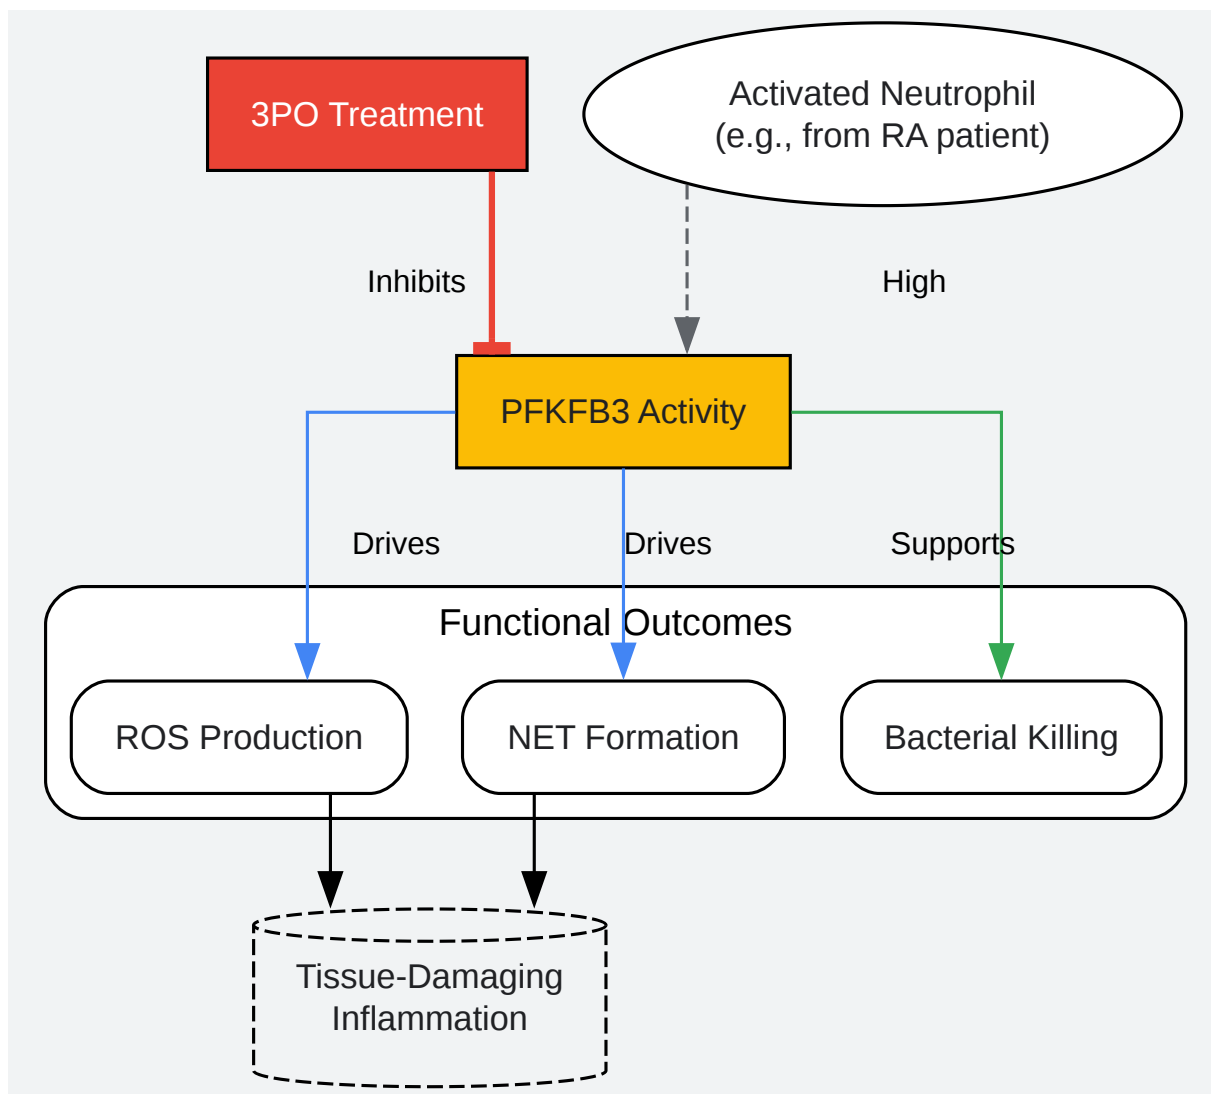 3PO Treatment
Activated Neutrophil
(e.g., from RA patient)
Inhibits
High
PFKFB3 Activity
Drives
Drives
Supports
Functional Outcomes
ROS Production
NET Formation
Bacterial Killing
Tissue-Damaging
Inflammation